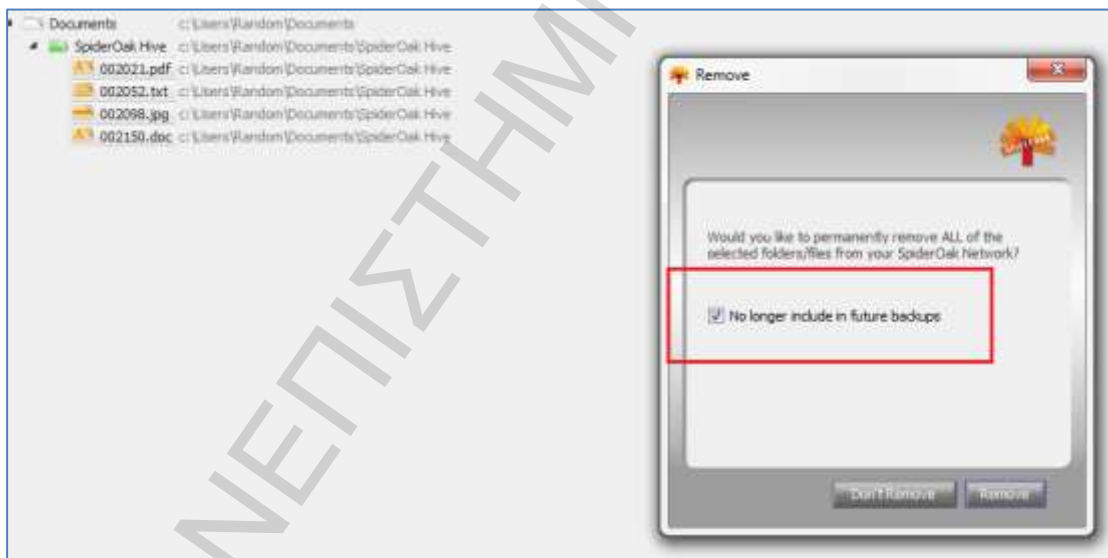 Documents c:\Users\Random\Documents
SpiderOak Hive c:\Users\Random\Documents\SpiderOak Hive
002021.pdf c:\Users\Random\Documents\SpiderOak Hive
002052.txt c:\Users\Random\Documents\SpiderOak Hive
002098.jpg c:\Users\Random\Documents\SpiderOak Hive
002150.doc c:\Users\Random\Documents\SpiderOak Hive
Remove
Would you like to permanently remove ALL of the
selected folders/files from your SpiderOak Network?
No longer include in future backups
Don't Remove Remove
ΝΕΠΙΣΤΗΜΙ